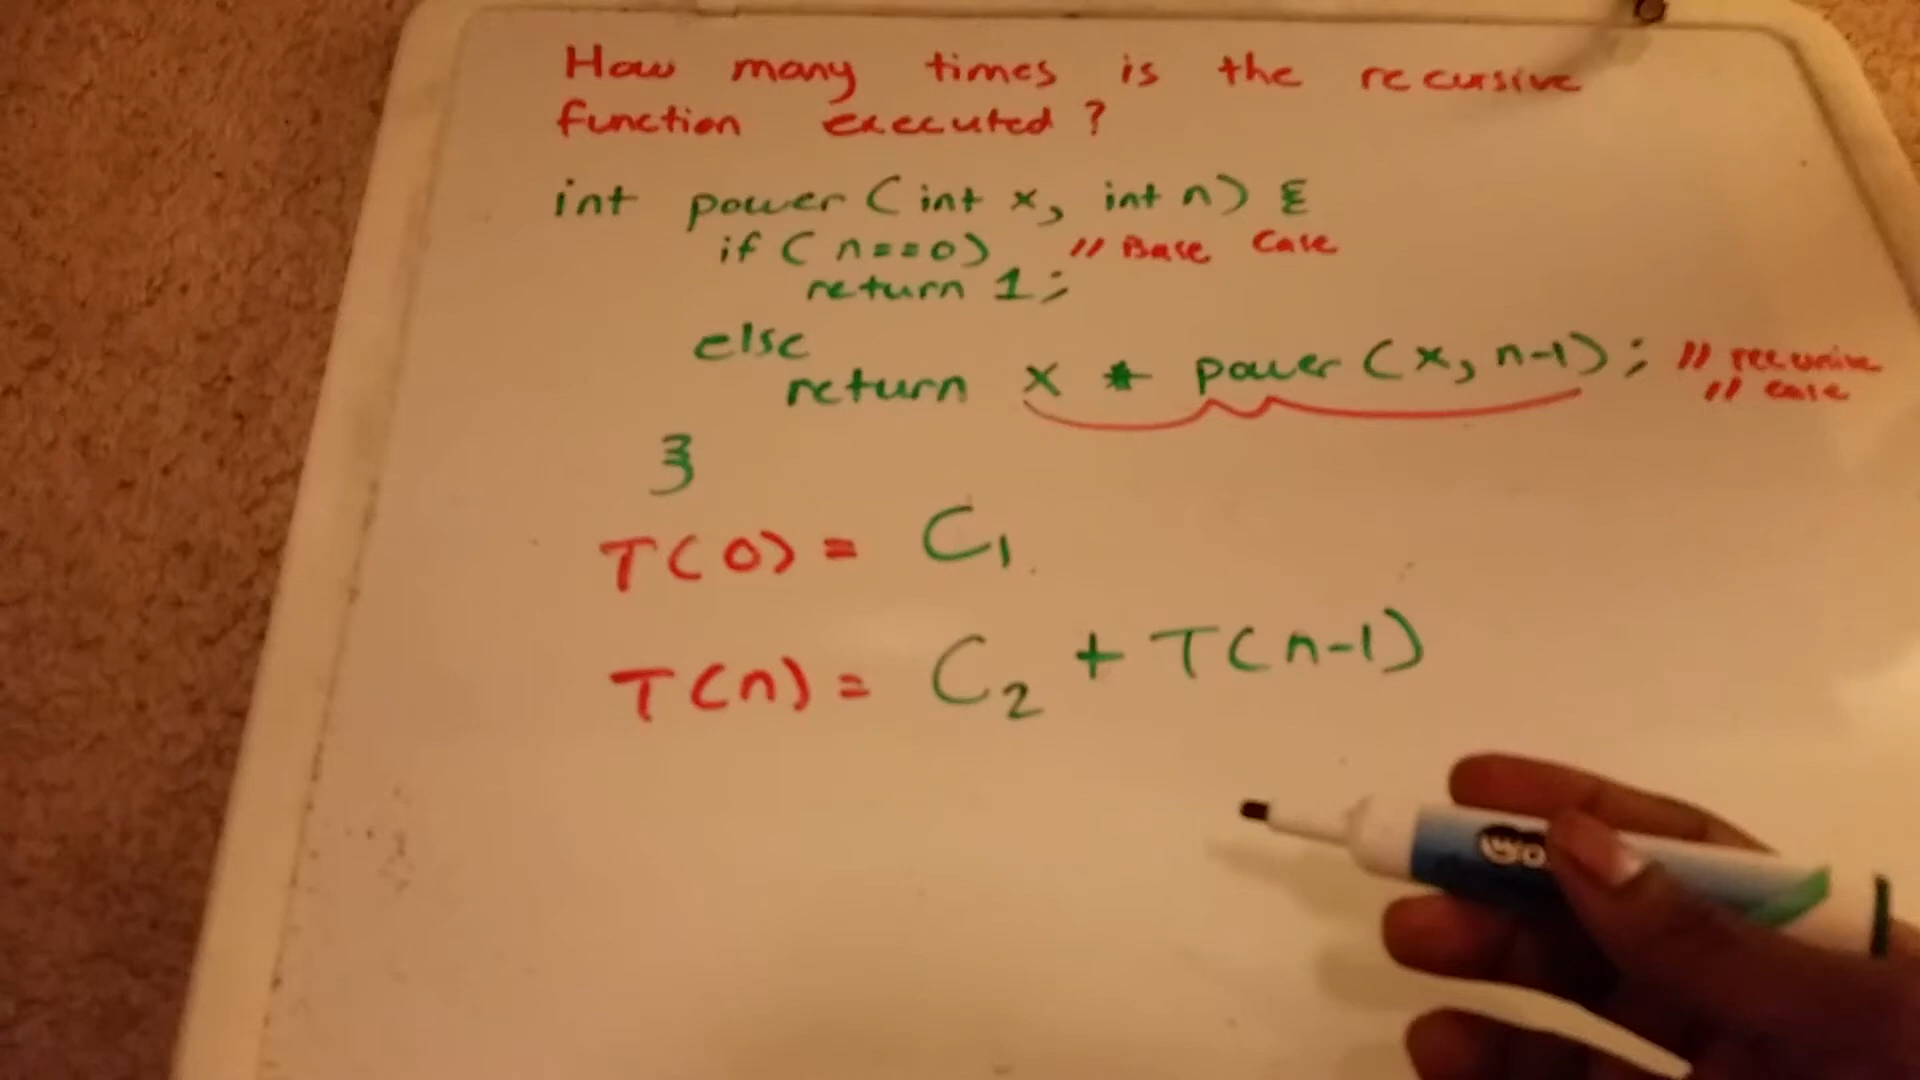 How many times is the recursive
function executed ?
int power (int x, int n) {
if (n==0) // Base Case
return 1;
else
return x * power (x, n-1); // recursive
// case
}
T(0) = C1
T(n) = C2 + T(n-1)